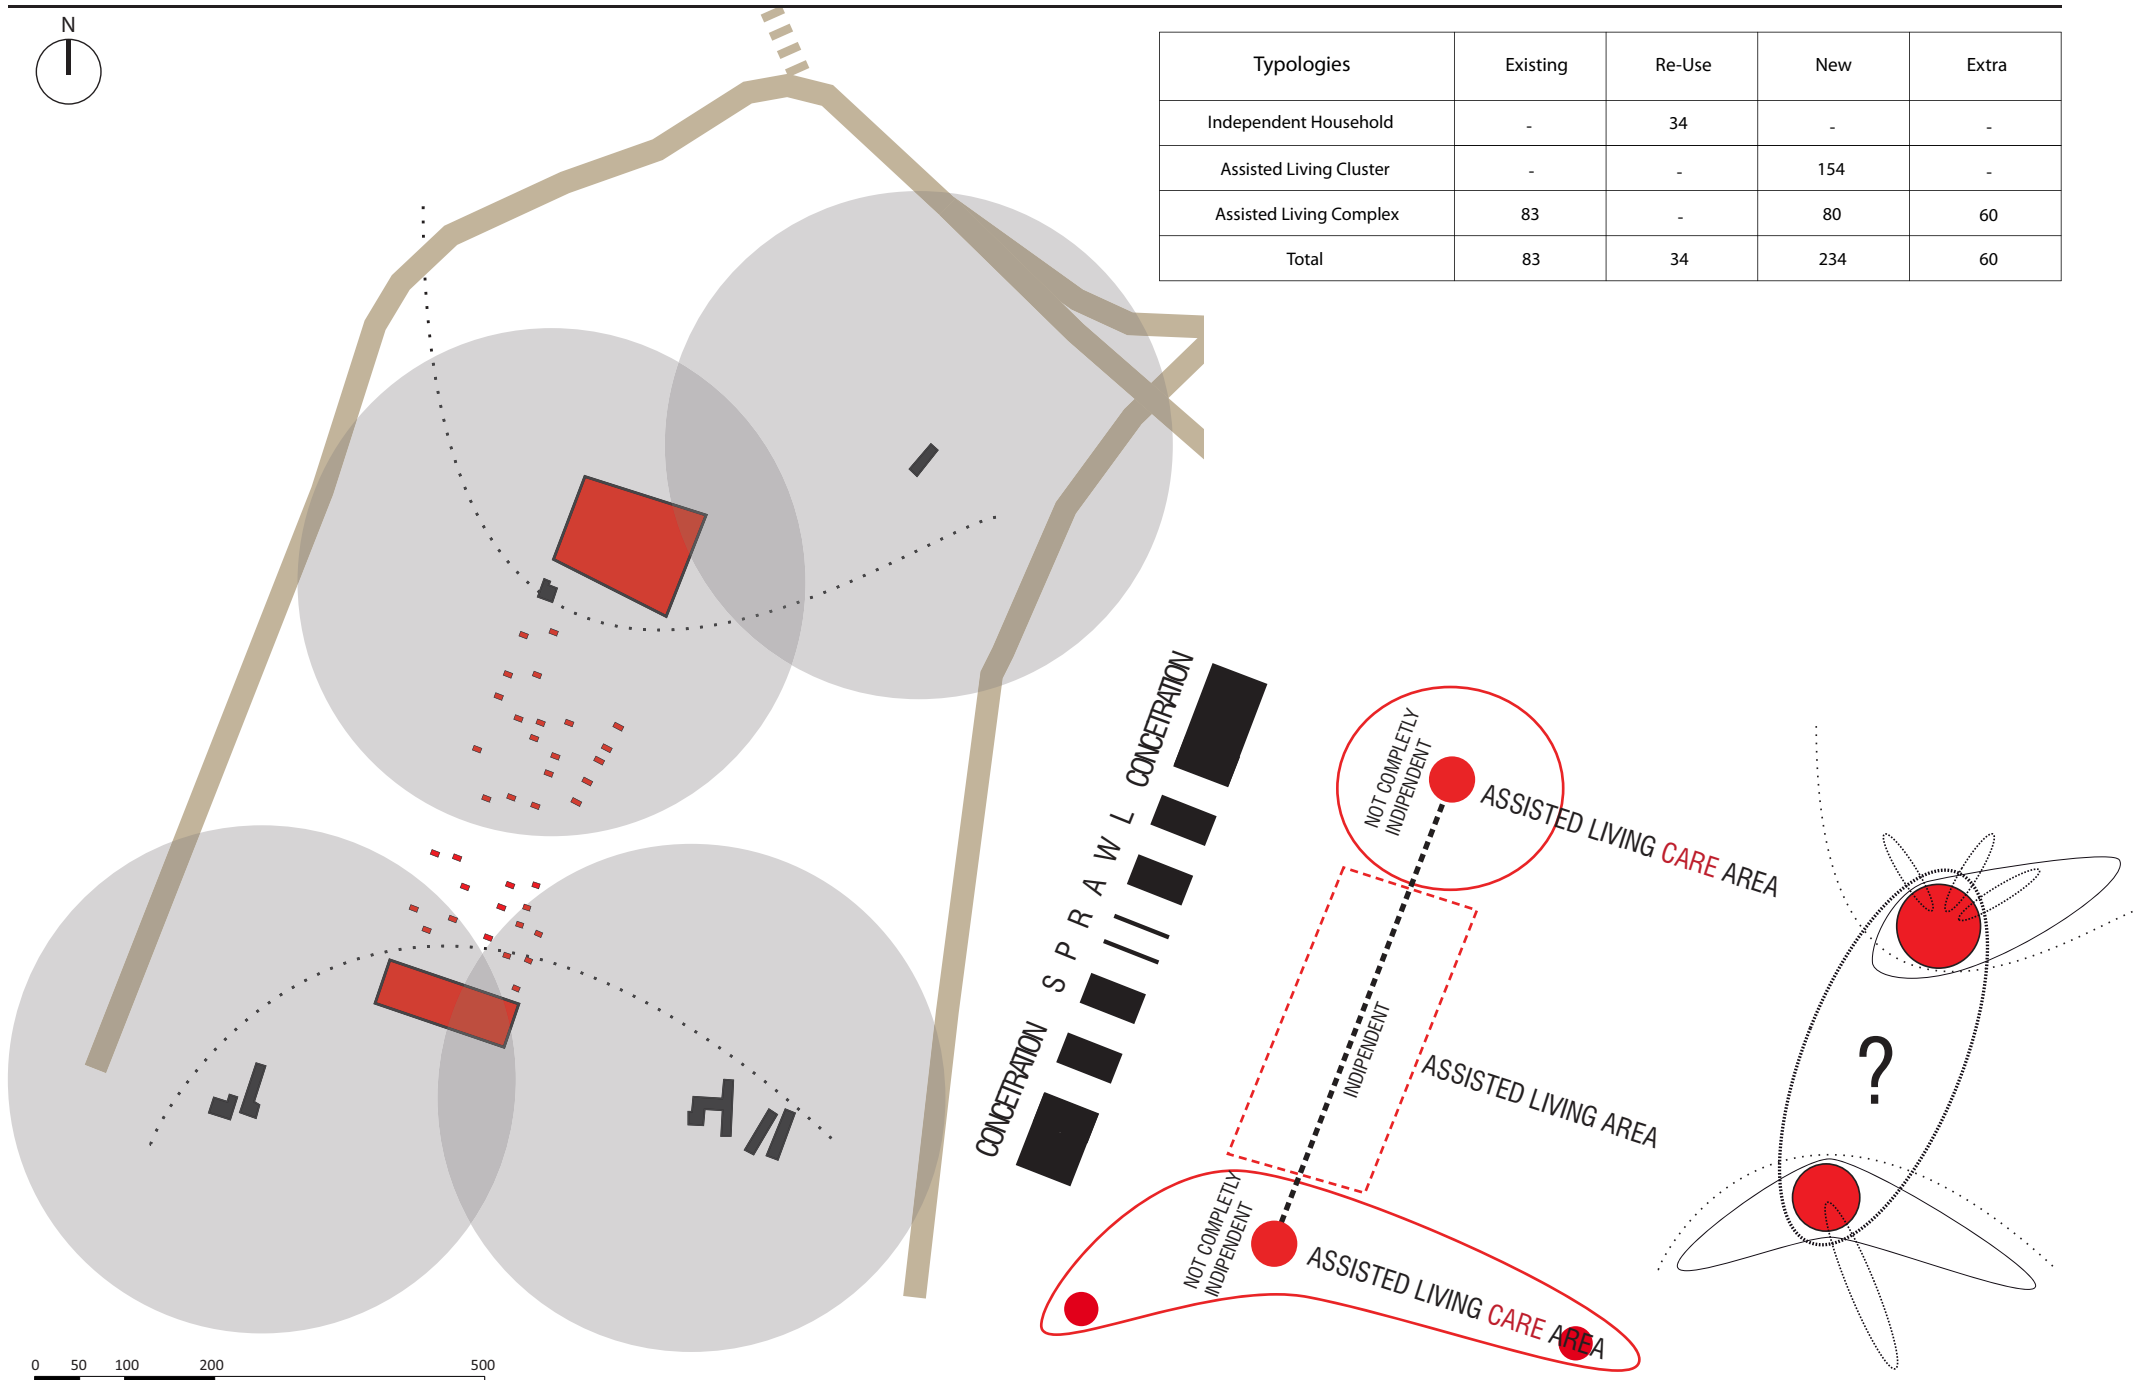 N
Typologies Existing Re-Use New Extra
Independent Household - 34 - -
Assisted Living Cluster - - 154 -
Assisted Living Complex 83 - 80 60
Total 83 34 234 60
CONCETRATION
SPRAWL
CONCETRATION
NOT COMPLETLY
INDIPENDENT
ASSISTED LIVING CARE AREA
INDIPENDENT
ASSISTED LIVING AREA
NOT COMPLETLY
INDIPENDENT
ASSISTED LIVING CARE AREA
?
0 50 100 200 500